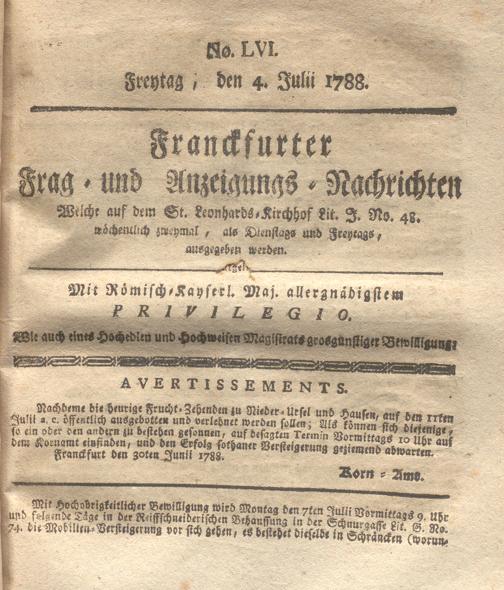 No. LVI.
Freytag, den 4. Julii 1788.
Franckfurter
Frag- und Anzeigungs-Nachrichten
Welche auf dem St. Leonhards-Kirchhof Lit. J. No. 48.
wöchentlich zweymal, als Dienstags und Freytags,
ausgegeben werden.
Mit Römisch-Kayserl. Maj. allergnädigstem
PRIVILEGIO.
Wie auch eines Hochedlen und Hochweisen Magistrats grosgünstiger Bewilligung:
AVERTISSEMENTS.
Nachdeme die heurige Frucht-Zehenden zu Nieder-Ursel und Hausen, auf den 11ten
Julii a. c. öffentlich ausgebotten und verlehnet werden sollen; Als können sich diejenige,
so ein oder den andern zu bestehen gesonnen, auf besagten Termin Vormittags 10 Uhr auf
dem Kornamt einfinden, und den Erfolg sothaner Versteigerung geziemend abwarten.
Franckfurt den 30ten Junii 1788.
Korn-Amt.
Mit Hochobrigkeitlicher Bewilligung wird Montag den 7ten Julii Vormittags 9. Uhr
und folgende Täge in der Reiffschneiderischen Behaussung in der Schnurgasse Lit. G. No.
74. die Mobilien-Versteigerung vor sich gehen, es bestehet dieselbe in Schräncken (worun-